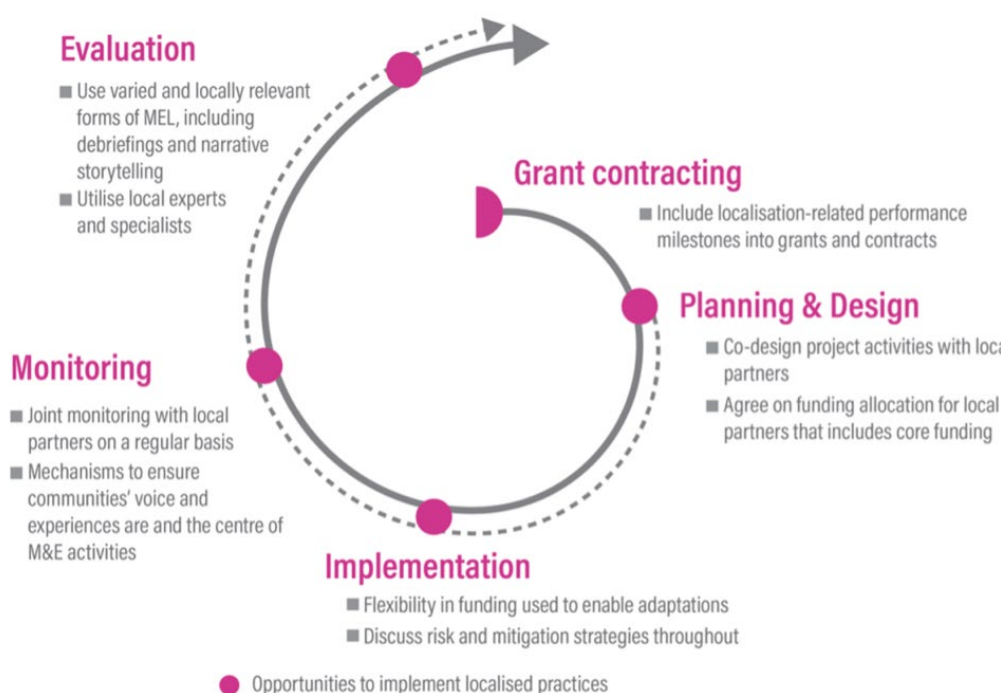 Evaluation
■ Use varied and locally relevant
forms of MEL, including
debriefings and narrative
storytelling
■ Utilise local experts
and specialists
Grant contracting
■ Include localisation-related performance
milestones into grants and contracts
Planning & Design
■ Co-design project activities with loca
partners
■ Agree on funding allocation for local
partners that includes core funding
Monitoring
■ Joint monitoring with local
partners on a regular basis
■ Mechanisms to ensure
communities' voice and
experiences are and the centre of
M&E activities
Implementation
■ Flexibility in funding used to enable adaptations
■ Discuss risk and mitigation strategies throughout
Opportunities to implement localised practices